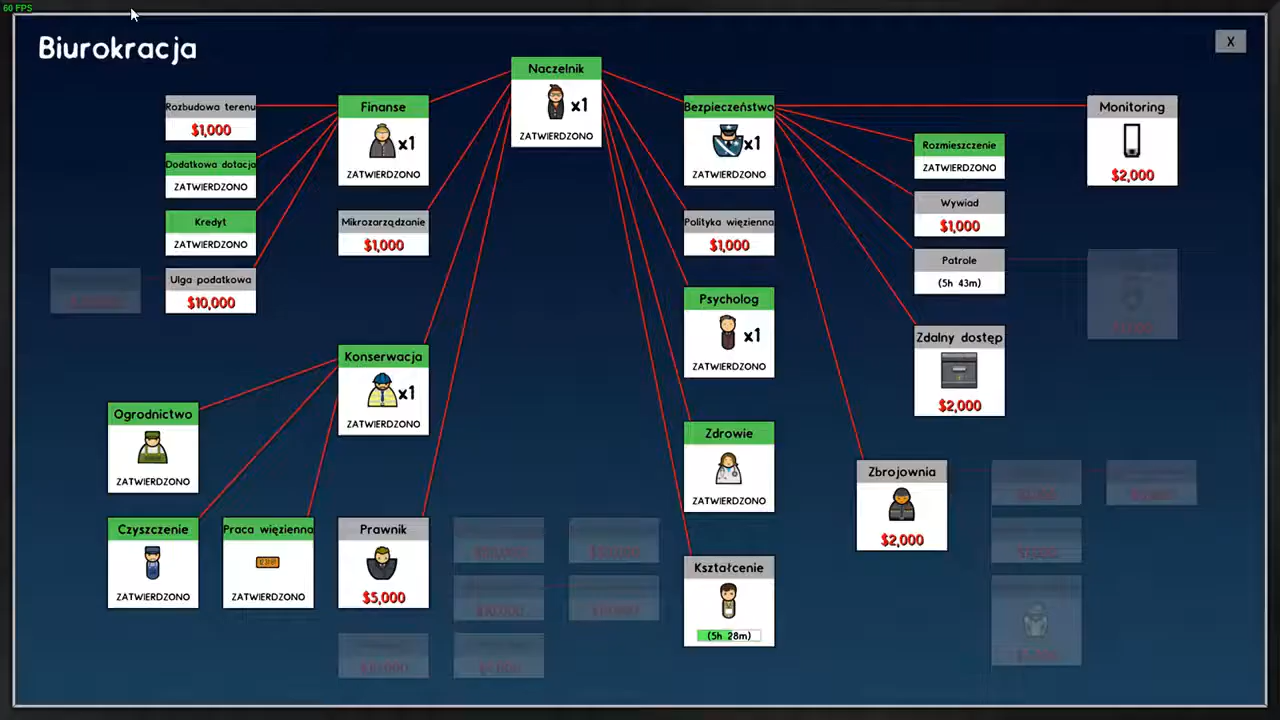 60 FPS
Biurokracja
X
Naczelnik
x1
ZATWIERDZONO
Rozbudowa terenu
$1,000
Finanse
x1
ZATWIERDZONO
Bezpieczeństwo
x1
ZATWIERDZONO
Monitoring
$2,000
Rozmieszczenie
ZATWIERDZONO
Dodatkowa dotacja
ZATWIERDZONO
Wywiad
$1,000
Kredyt
ZATWIERDZONO
Mikrozarządzanie
$1,000
Polityka więzienna
$1,000
Patrole
(5h 43m)
Ulga podatkowa
$10,000
Psycholog
x1
ZATWIERDZONO
Zdalny dostęp
$2,000
Konserwacja
x1
ZATWIERDZONO
Ogrodnictwo
ZATWIERDZONO
Zdrowie
ZATWIERDZONO
Zbrojownia
$2,000
Czyszczenie
ZATWIERDZONO
Praca więzienna
ZATWIERDZONO
Prawnik
$5,000
Kształcenie
(5h 28m)